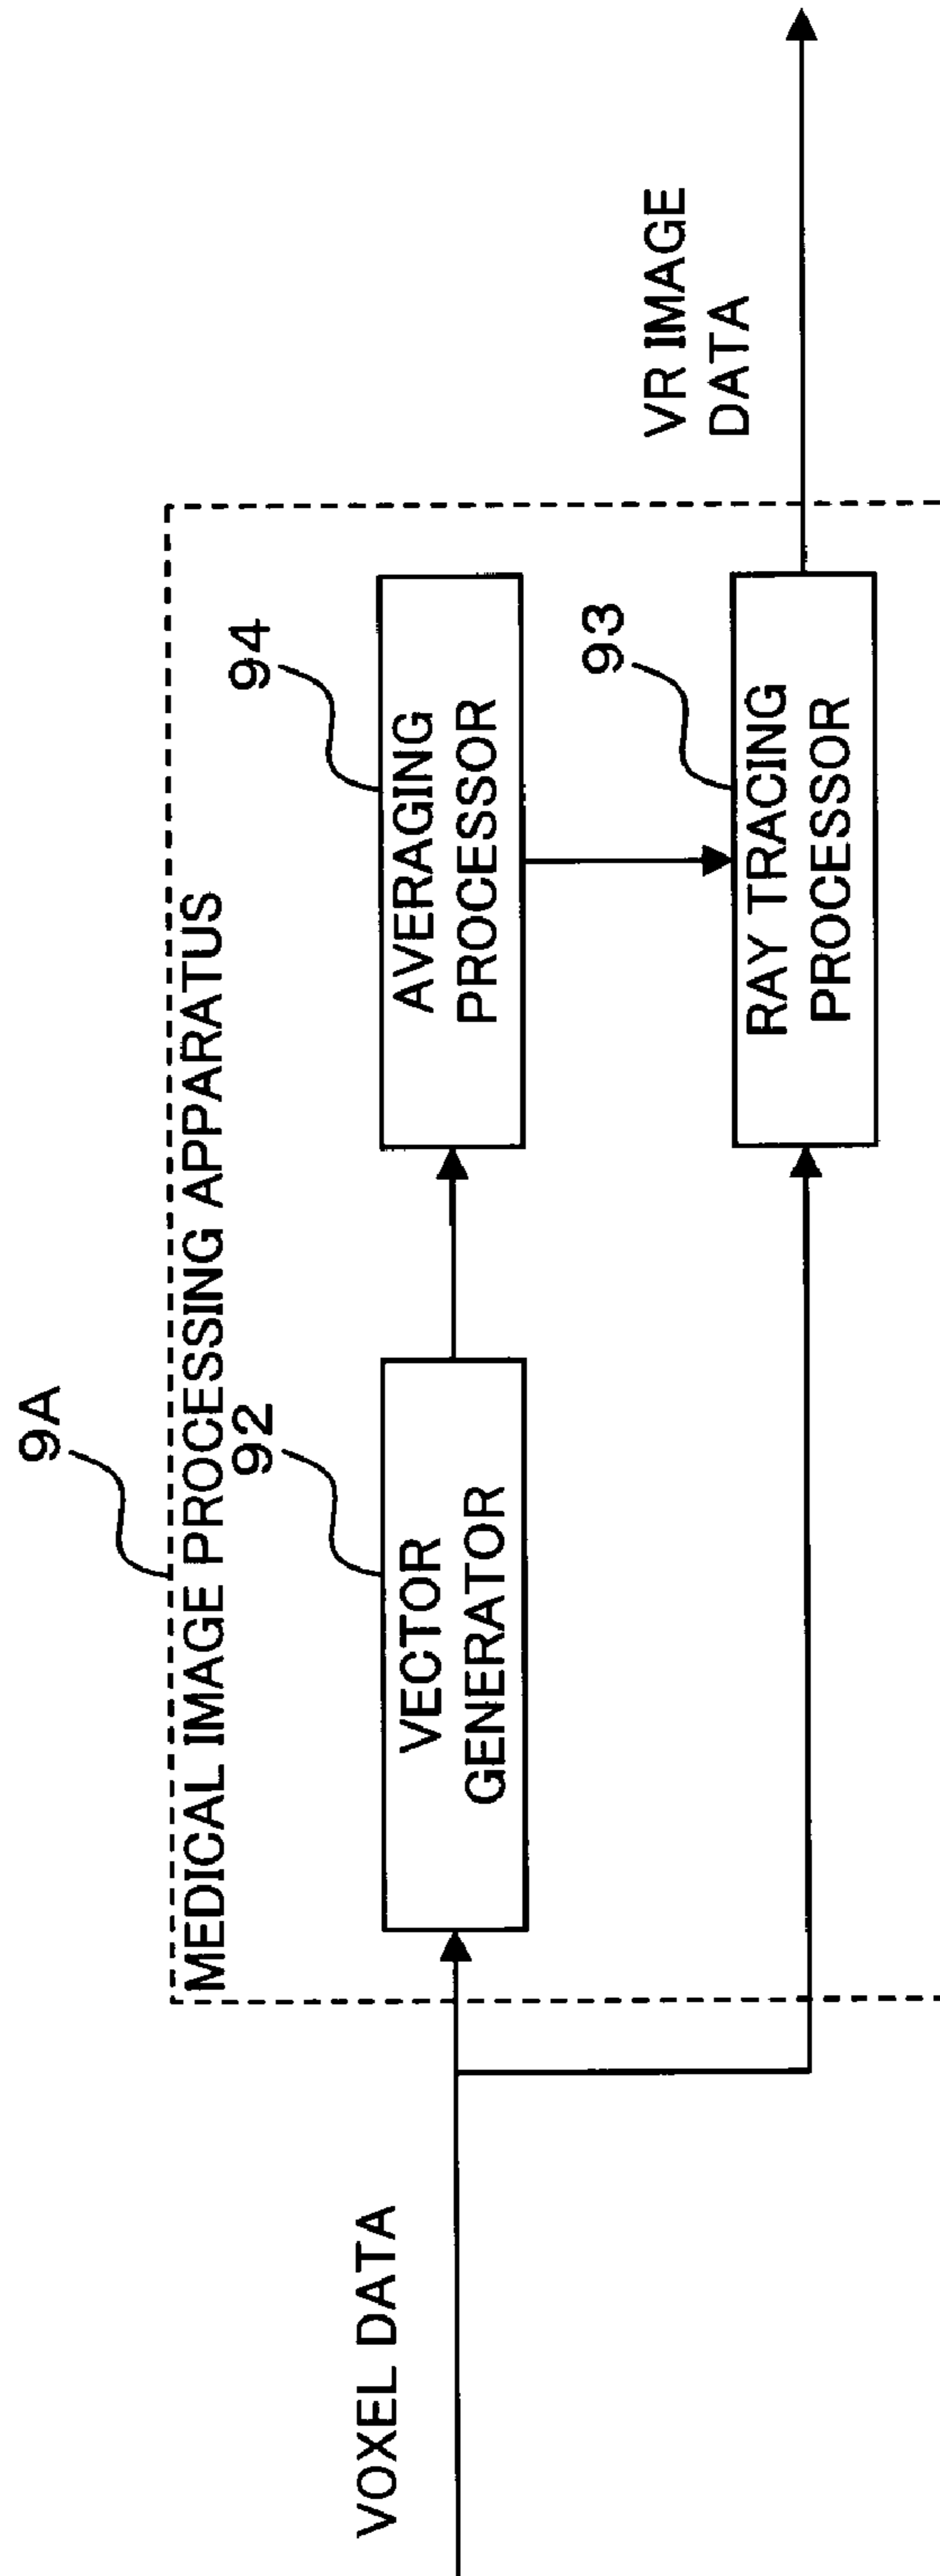 9A
MEDICAL IMAGE PROCESSING APPARATUS
92
94
VOXEL DATA
VECTOR
GENERATOR
AVERAGING
PROCESSOR
93
RAY TRACING
PROCESSOR
VR IMAGE
DATA